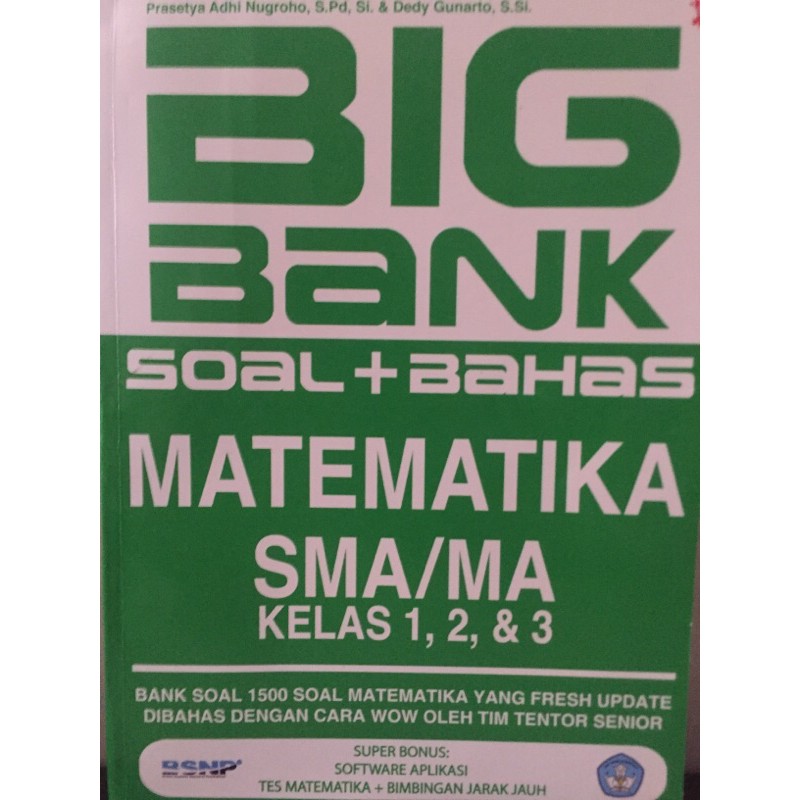 Prasetya Adhi Nugroho, S.Pd, Si. & Dedy Gunarto, S.Si.
BIG
BANK
SOAL+BAHAS
MATEMATIKA
SMA/MA
KELAS 1, 2, & 3
BANK SOAL 1500 SOAL MATEMATIKA YANG FRESH UPDATE
DIBAHAS DENGAN CARA WOW OLEH TIM TENTOR SENIOR
BSNP
SUPER BONUS:
SOFTWARE APLIKASI
TES MATEMATIKA + BIMBINGAN JARAK JAUH